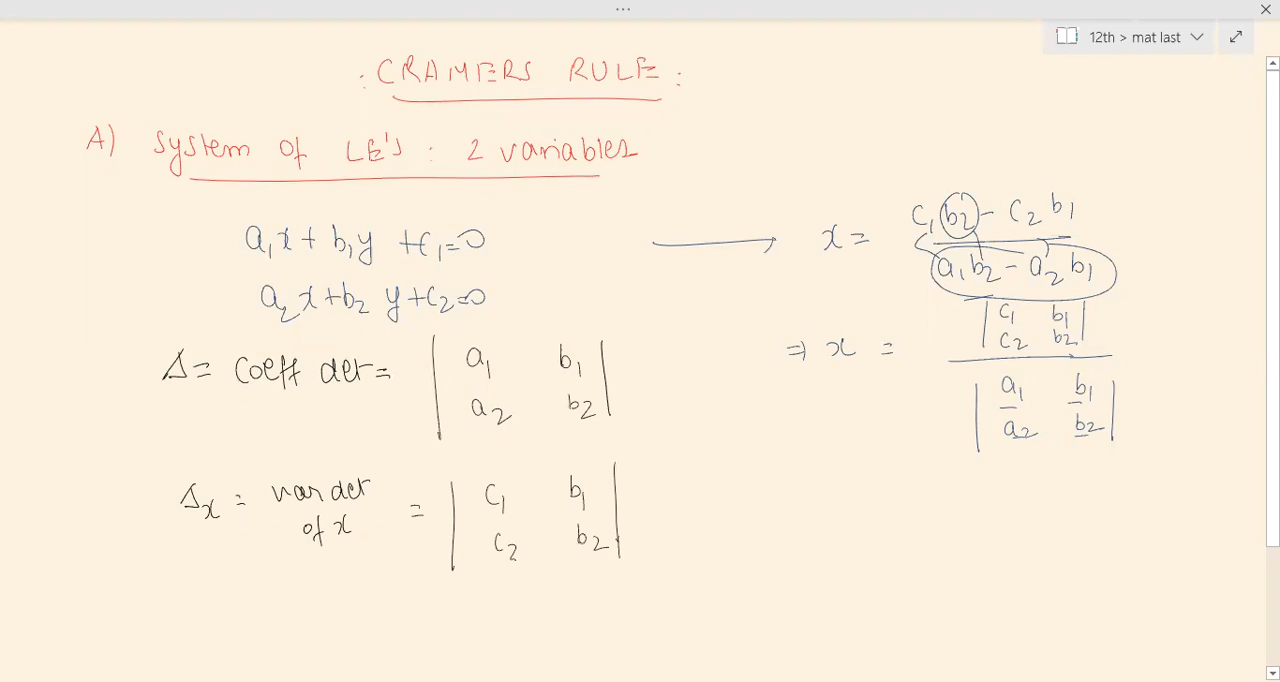 ...
12th > mat last
: CRAMERS RULE :
A) System of LE's : 2 variables
a₁x + b₁y + c₁ = 0
a₂x + b₂y + c₂ = 0
x = c₁b₂ - c₂b₁ / a₁b₂ - a₂b₁
Δ = coeff det = | a₁ b₁ |
| a₂ b₂ |
⇒ x = | c₁ b₁ |
| c₂ b₂ |
/ | a₁ b₁ |
| a₂ b₂ |
Δx = var det of x = | c₁ b₁ |
| c₂ b₂ |